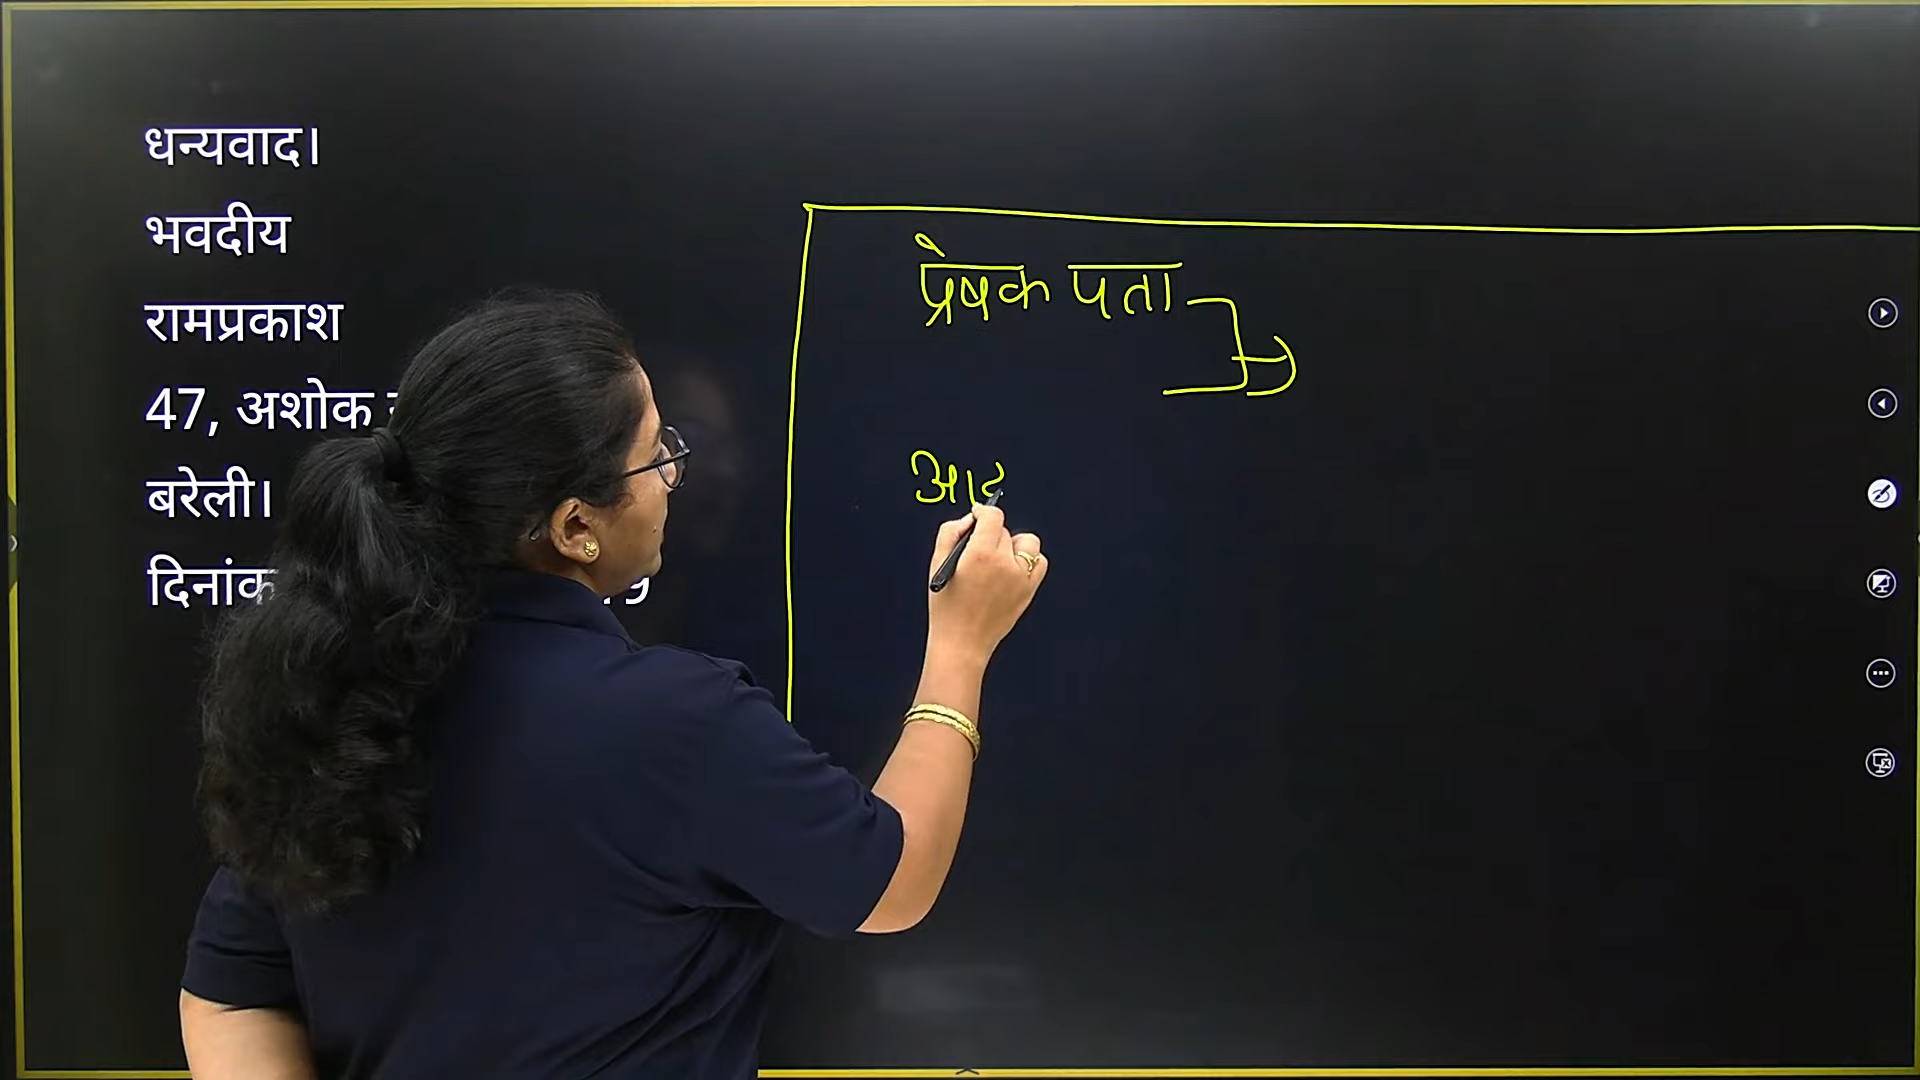 धन्यवाद।
भवदीय
रामप्रकाश
47, अशोक
बरेली।
दिनांक
प्रेषक पता